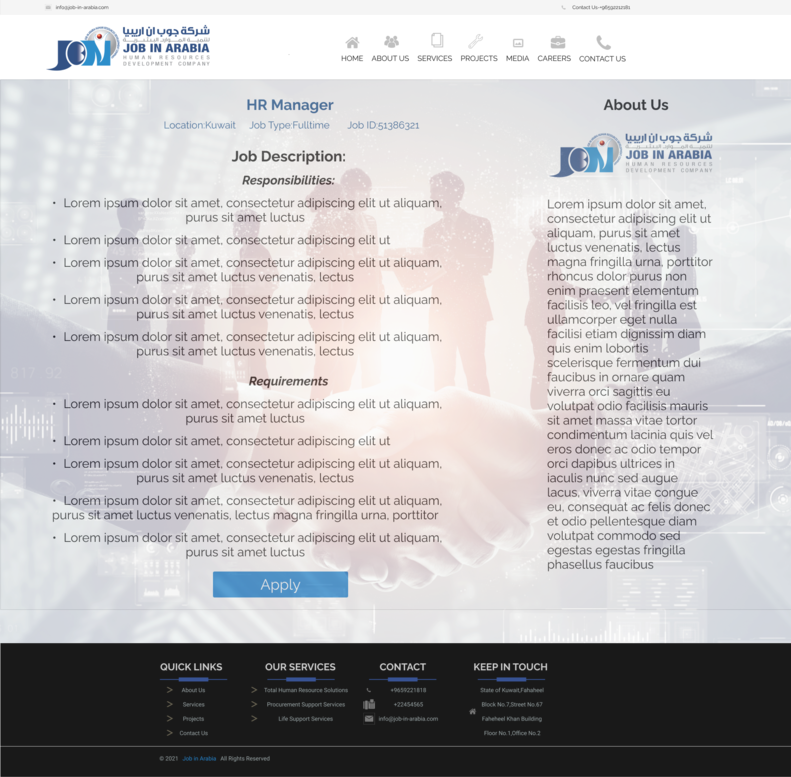 info@job-in-arabia.com
Contact Us-+96592212181
شركة جوب ان اريبيا
للتنمية الموارد البشرية
JOB IN ARABIA
HUMAN RESOURCES
DEVELOPMENT COMPANY
HOME ABOUT US SERVICES PROJECTS MEDIA CAREERS CONTACT US
HR Manager
Location:Kuwait Job Type:Fulltime Job ID:51386321
Job Description:
Responsibilities:
• Lorem ipsum dolor sit amet, consectetur adipiscing elit ut aliquam,
purus sit amet luctus
• Lorem ipsum dolor sit amet, consectetur adipiscing elit ut
• Lorem ipsum dolor sit amet, consectetur adipiscing elit ut aliquam,
purus sit amet luctus venenatis, lectus
• Lorem ipsum dolor sit amet, consectetur adipiscing elit ut aliquam,
purus sit amet luctus venenatis, lectus
• Lorem ipsum dolor sit amet, consectetur adipiscing elit ut aliquam,
purus sit amet luctus venenatis, lectus
Requirements
• Lorem ipsum dolor sit amet, consectetur adipiscing elit ut aliquam,
purus sit amet luctus
• Lorem ipsum dolor sit amet, consectetur adipiscing elit ut
• Lorem ipsum dolor sit amet, consectetur adipiscing elit ut aliquam,
purus sit amet luctus venenatis, lectus
• Lorem ipsum dolor sit amet, consectetur adipiscing elit ut aliquam,
purus sit amet luctus venenatis, lectus magna fringilla urna, porttitor
• Lorem ipsum dolor sit amet, consectetur adipiscing elit ut aliquam,
purus sit amet luctus
Apply
About Us
شركة جوب ان اريبيا
للتنمية الموارد البشرية
JOB IN ARABIA
HUMAN RESOURCES
DEVELOPMENT COMPANY
Lorem ipsum dolor sit amet,
consectetur adipiscing elit ut
aliquam, purus sit amet
luctus venenatis, lectus
magna fringilla urna, porttitor
rhoncus dolor purus non
enim praesent elementum
facilisis leo, vel fringilla est
ullamcorper eget nulla
facilisi etiam dignissim diam
quis enim lobortis
scelerisque fermentum dui
faucibus in ornare quam
viverra orci sagittis eu
volutpat odio facilisis mauris
sit amet massa vitae tortor
condimentum lacinia quis vel
eros donec ac odio tempor
orci dapibus ultrices in
iaculis nunc sed augue
lacus, viverra vitae congue
eu, consequat ac felis donec
et odio pellentesque diam
volutpat commodo sed
egestas egestas fringilla
phasellus faucibus
817 92
QUICK LINKS
> About Us
> Services
> Projects
> Contact Us
OUR SERVICES
> Total Human Resource Solutions
> Procurement Support Services
> Life Support Services
CONTACT
+9659221818
+22454565
info@job-in-arabia.com
KEEP IN TOUCH
State of Kuwait,Fahaheel
Block No.7,Street No.67
Faheheel Khan Building
Floor No.1,Office No.2
© 2021 Job In Arabia All Rights Reserved